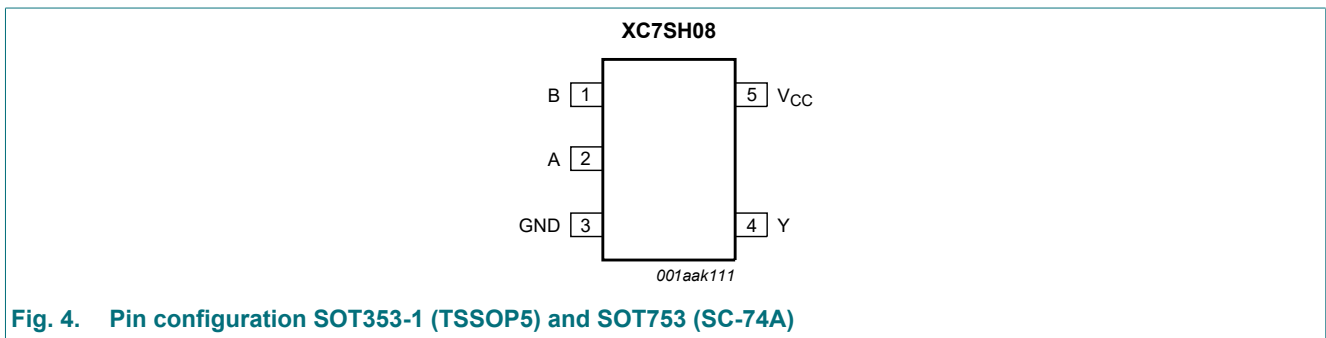 XC7SH08
B 1 5 VCC
A 2
GND 3 4 Y
001aak111
Fig. 4. Pin configuration SOT353-1 (TSSOP5) and SOT753 (SC-74A)